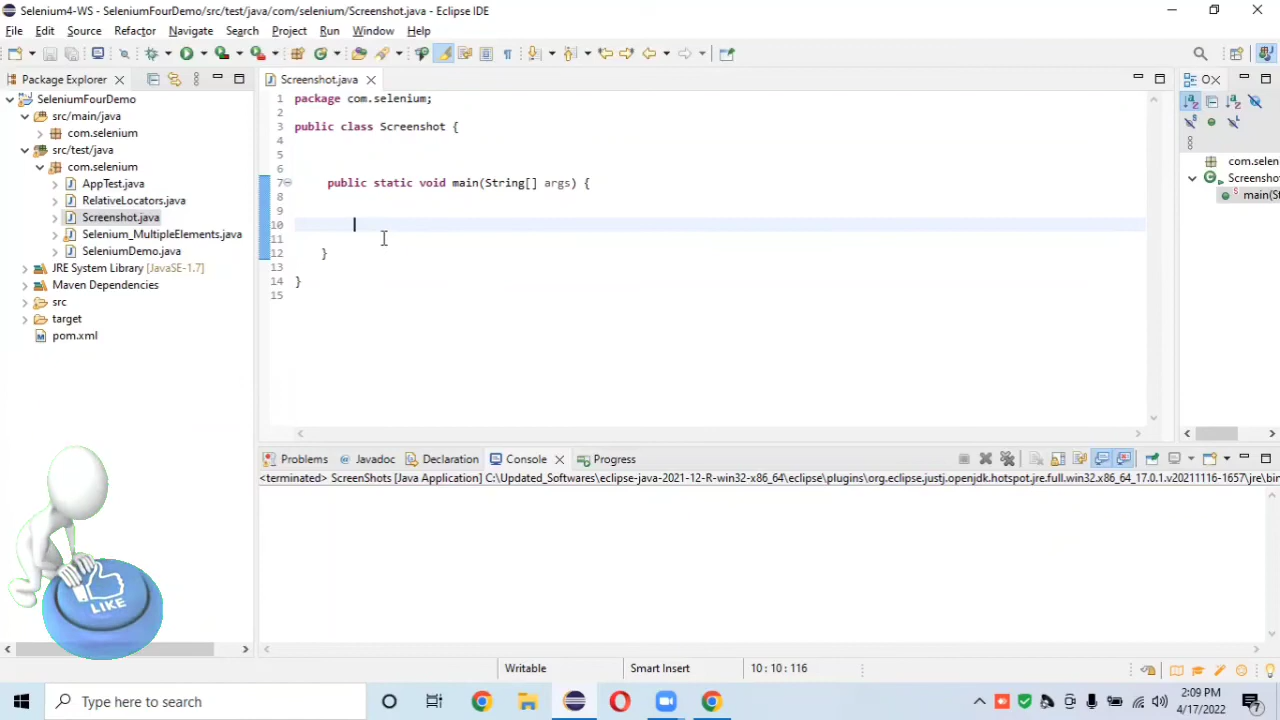 Selenium4-WS - SeleniumFourDemo/src/test/java/com/selenium/Screenshot.java - Eclipse IDE
File Edit Source Refactor Navigate Search Project Run Window Help
Package Explorer
SeleniumFourDemo
src/main/java
com.selenium
src/test/java
com.selenium
AppTest.java
RelativeLocators.java
Screenshot.java
Selenium_MultipleElements.java
SeleniumDemo.java
JRE System Library [JavaSE-1.7]
Maven Dependencies
src
target
pom.xml
Screenshot.java
1 package com.selenium;
2
3 public class Screenshot {
4
5
6
7 public static void main(String[] args) {
8
9
10
11
12 }
13
14 }
15
com.selen
Screensho
main(St
Problems Javadoc Declaration Console Progress
<terminated> ScreenShots [Java Application] C:\Updated_Softwares\eclipse-java-2021-12-R-win32-x86_64\eclipse\plugins\org.eclipse.justj.openjdk.hotspot.jre.full.win32.x86_64_17.0.1.v20211116-1657\jre\bin
LIKE
Writable Smart Insert 10 : 10 : 116
Type here to search
2:09 PM
4/17/2022
7